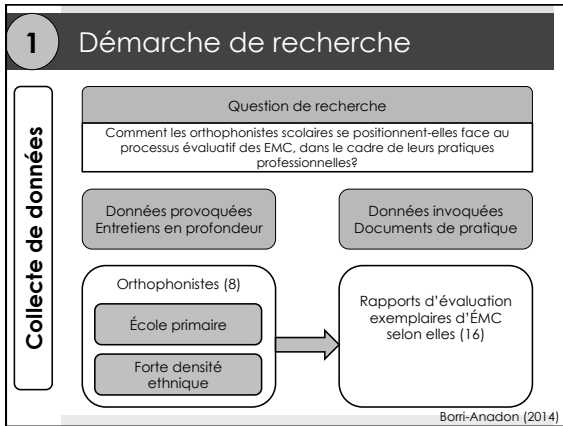 1
Démarche de recherche
Collecte de données
Question de recherche
Comment les orthophonistes scolaires se positionnent-elles face au
processus évaluatif des EMC, dans le cadre de leurs pratiques
professionnelles?
Données provoquées
Entretiens en profondeur
Données invoquées
Documents de pratique
Orthophonistes (8)
École primaire
Forte densité
ethnique
Rapports d'évaluation
exemplaires d'ÉMC
selon elles (16)
Borri-Anadon (2014)